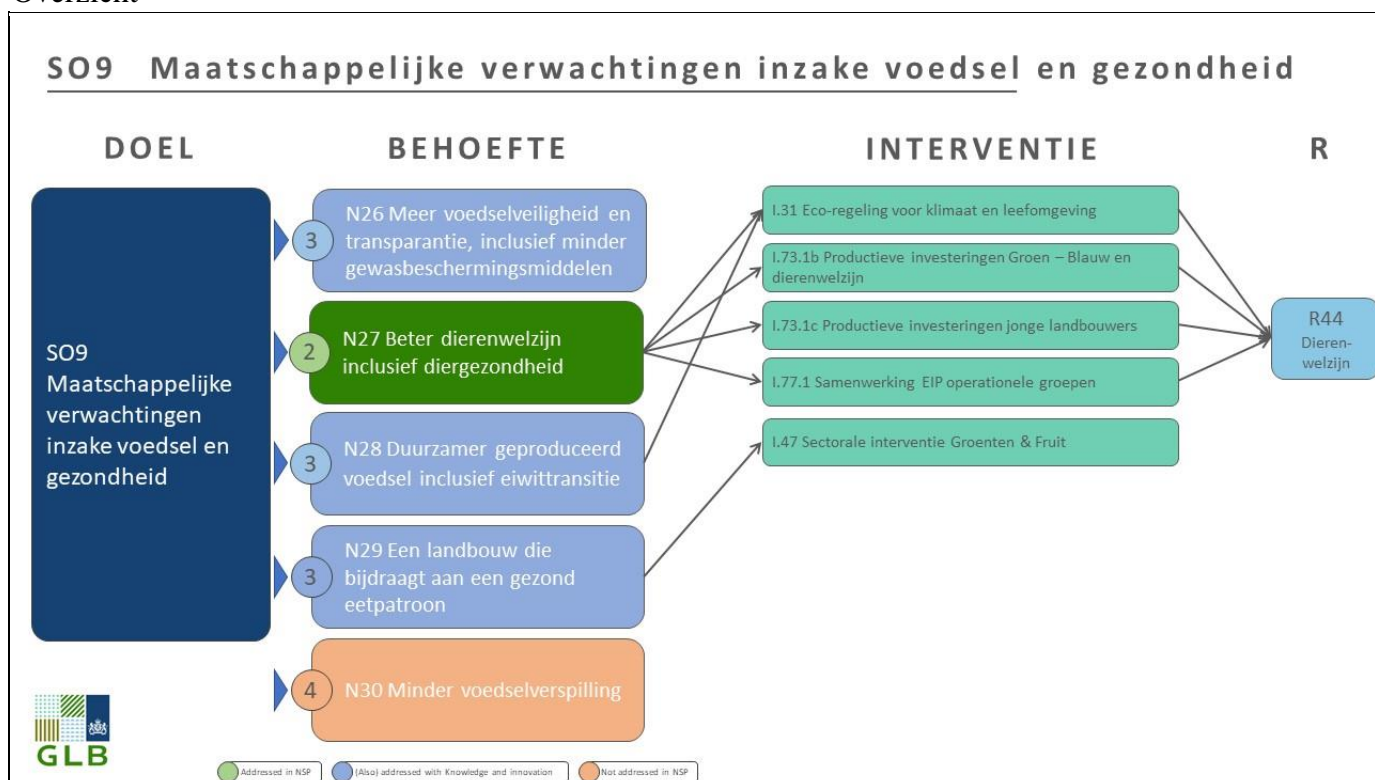 Overzicht
SO9 Maatschappelijke verwachtingen inzake voedsel en gezondheid
DOEL
BEHOEFTE
INTERVENTIE
R
SO9
Maatschappelijke
verwachtingen
inzake voedsel en
gezondheid
3
N26 Meer voedselveiligheid en
transparantie, inclusief minder
gewasbeschermingsmiddelen
2
N27 Beter dierenwelzijn
inclusief diergezondheid
3
N28 Duurzamer geproduceerd
voedsel inclusief eiwittransitie
3
N29 Een landbouw die
bijdraagt aan een gezond
eetpatroon
4
N30 Minder voedselverspilling
I.31 Eco-regeling voor klimaat en leefomgeving
I.73.1b Productieve investeringen Groen – Blauw en
dierenwelzijn
I.73.1c Productieve investeringen jonge landbouwers
I.77.1 Samenwerking EIP operationele groepen
I.47 Sectorale interventie Groenten & Fruit
R44
Dieren-
welzijn
GLB
Addressed in NSP
(Also) addressed with Knowledge and innovation
Not addressed in NSP